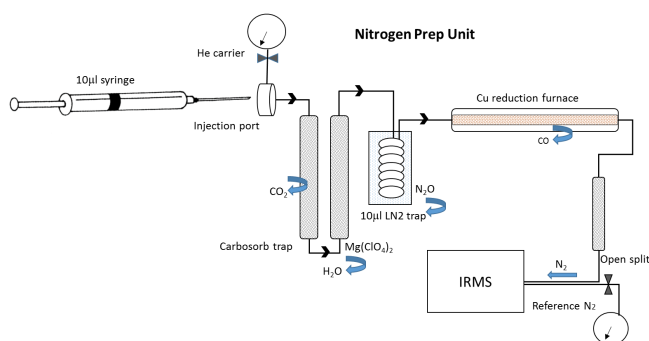 Nitrogen Prep Unit
He carrier
10µl syringe
Injection port
Cu reduction furnace
CO
CO₂
N₂O
10µl LN2 trap
Carbosorb trap
Mg(ClO₄)₂
H₂O
Open split
N₂
IRMS
Reference N₂